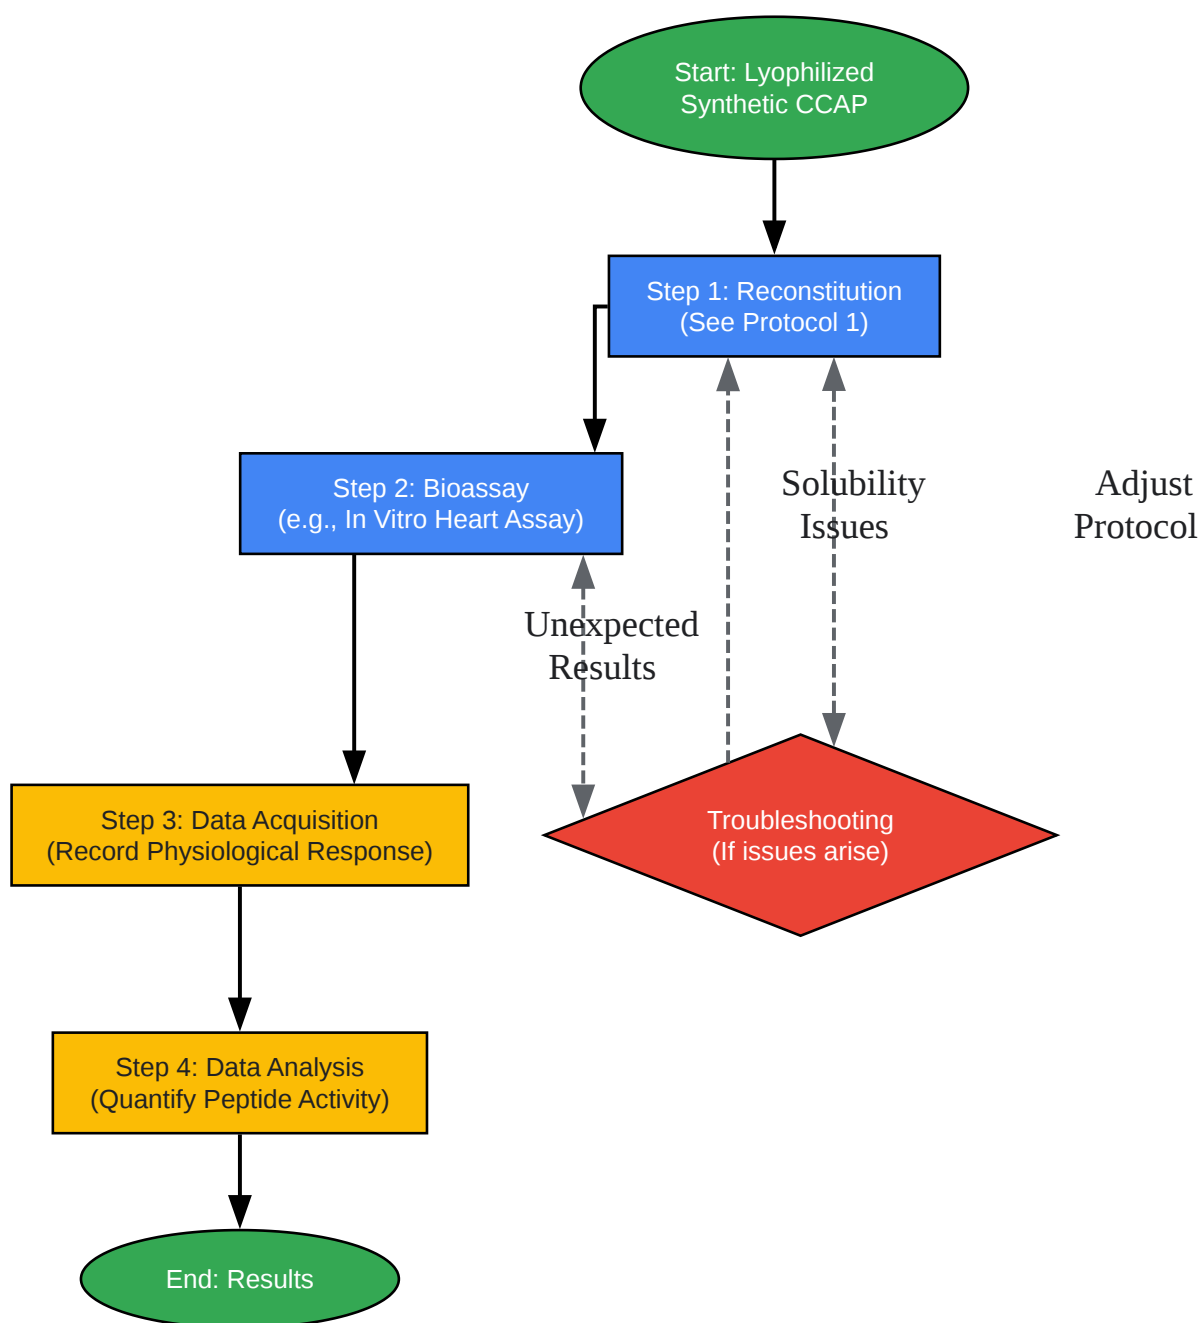 Start: Lyophilized
Synthetic CCAP
Step 1: Reconstitution
(See Protocol 1)
Step 2: Bioassay
(e.g., In Vitro Heart Assay)
Solubility
Issues
Adjust
Protocol
Unexpected
Results
Step 3: Data Acquisition
(Record Physiological Response)
Troubleshooting
(If issues arise)
Step 4: Data Analysis
(Quantify Peptide Activity)
End: Results